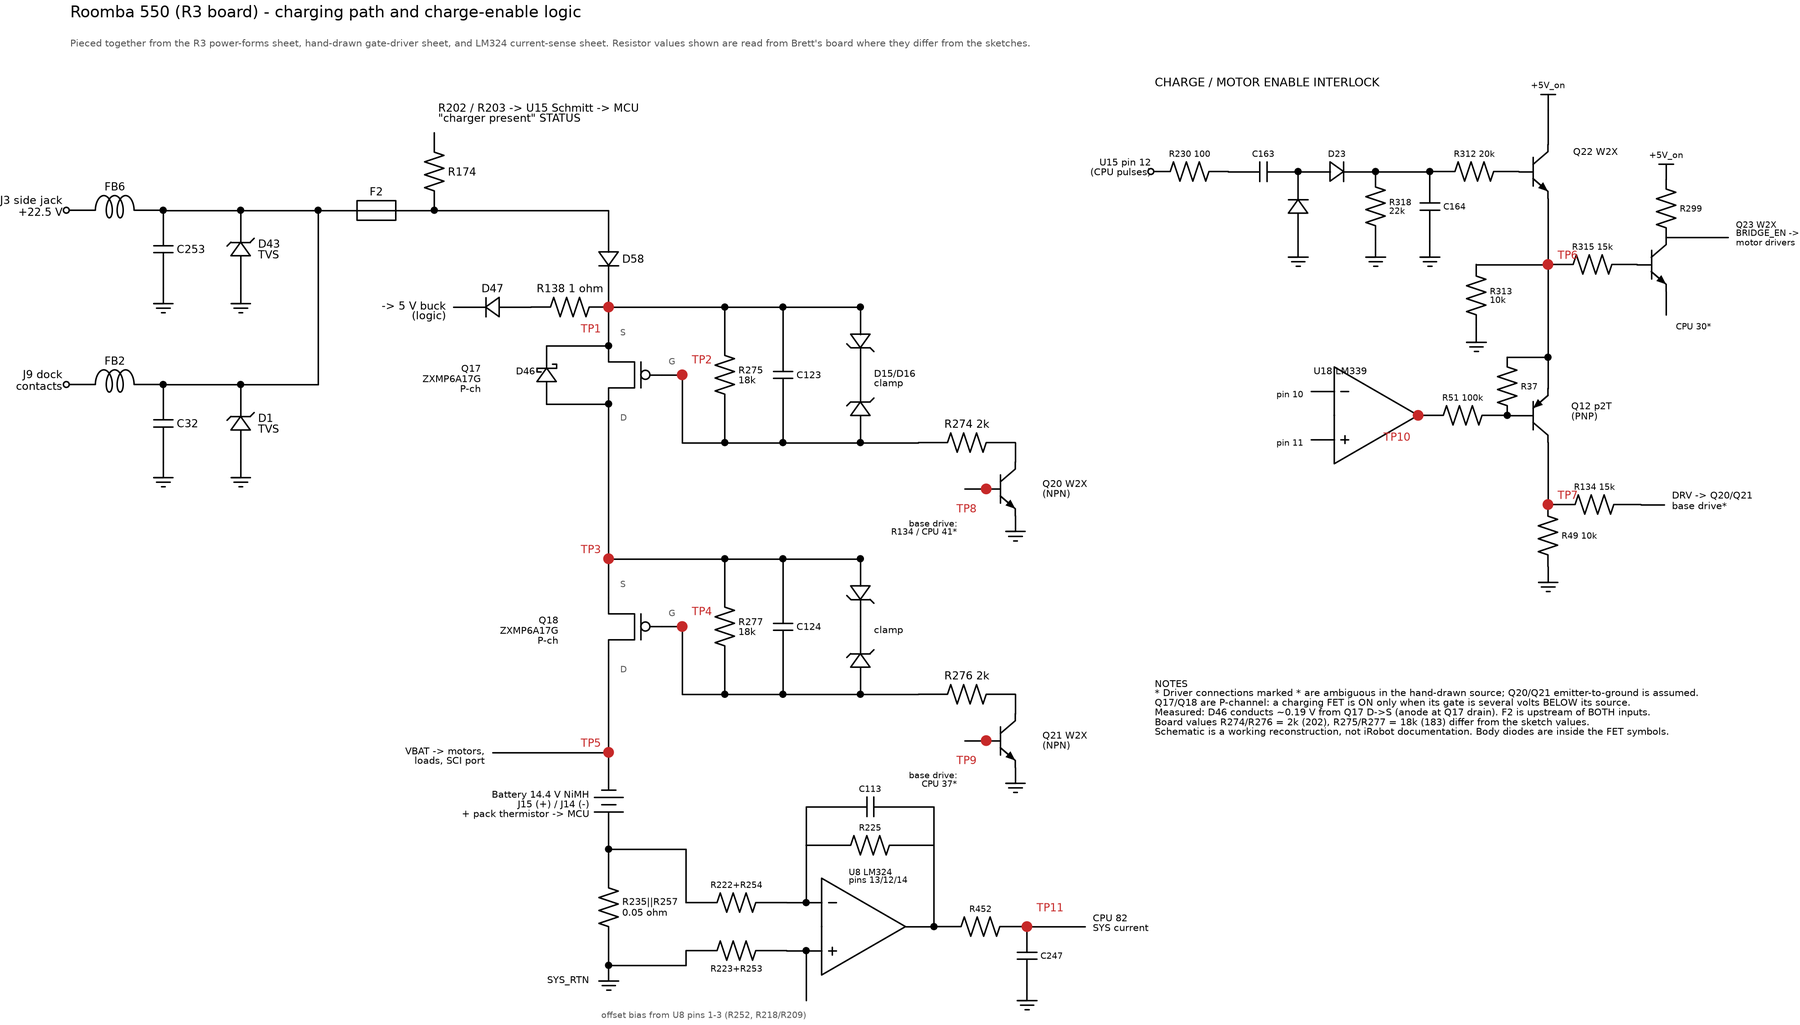 Roomba 550 (R3 board) - charging path and charge-enable logic
Pieced together from the R3 power-forms sheet, hand-drawn gate-driver sheet, and LM324 current-sense sheet. Resistor values shown are read from Brett's board where they differ from the sketches.
R202 / R203 -> U15 Schmitt -> MCU
"charger present" STATUS
R174
J3 side jack
+22.5 V
FB6
F2
C253
D43
TVS
D58
J9 dock
contacts
FB2
C32
D1
TVS
-> 5 V buck
(logic)
D47
R138 1 ohm
TP1
S
Q17
ZXMP6A17G
P-ch
D46
G
TP2
D
R275
18k
C123
D15/D16
clamp
R274 2k
Q20 W2X
(NPN)
TP8
base drive:
R134 / CPU 41*
TP3
S
Q18
ZXMP6A17G
P-ch
G
TP4
D
R277
18k
C124
clamp
R276 2k
Q21 W2X
(NPN)
TP9
base drive:
CPU 37*
TP5
VBAT -> motors,
loads, SCI port
Battery 14.4 V NiMH
J15 (+) / J14 (-)
+ pack thermistor -> MCU
R235||R257
0.05 ohm
SYS_RTN
R222+R254
R223+R253
C113
R225
U8 LM324
pins 13/12/14
−
+
R452
TP11
CPU 82
SYS current
C247
offset bias from U8 pins 1-3 (R252, R218/R209)
CHARGE / MOTOR ENABLE INTERLOCK
+5V_on
U15 pin 12
(CPU pulses)
R230 100
C163
D23
R312 20k
Q22 W2X
R318
22k
C164
+5V_on
R299
Q23 W2X
BRIDGE_EN ->
motor drivers
TP6
R315 15k
R313
10k
CPU 30*
U18 LM339
pin 10
−
pin 11
+
TP10
R51 100k
R37
Q12 p2T
(PNP)
TP7
R134 15k
DRV -> Q20/Q21
base drive*
R49 10k
NOTES
* Driver connections marked * are ambiguous in the hand-drawn source; Q20/Q21 emitter-to-ground is assumed.
Q17/Q18 are P-channel: a charging FET is ON only when its gate is several volts BELOW its source.
Measured: D46 conducts ~0.19 V from Q17 D->S (anode at Q17 drain). F2 is upstream of BOTH inputs.
Board values R274/R276 = 2k (202), R275/R277 = 18k (183) differ from the sketch values.
Schematic is a working reconstruction, not iRobot documentation. Body diodes are inside the FET symbols.